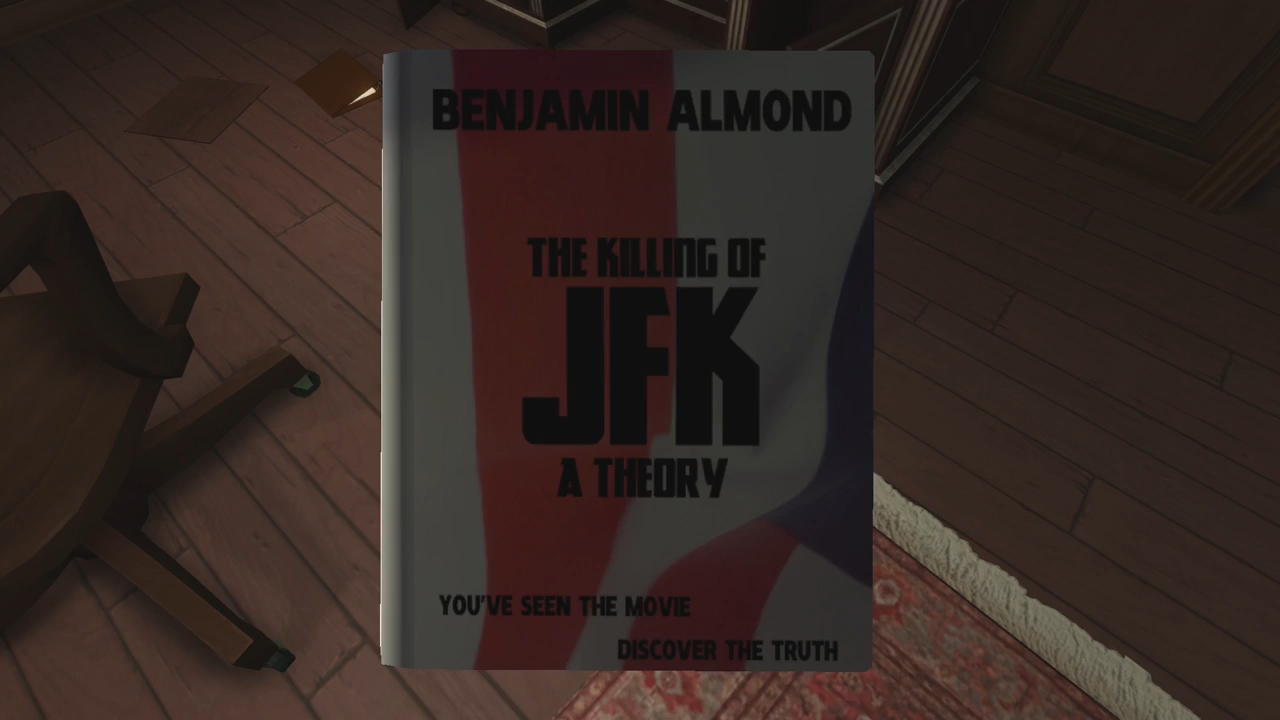 BENJAMIN ALMOND
THE KILLING OF
JFK
A THEORY
YOU'VE SEEN THE MOVIE
DISCOVER THE TRUTH